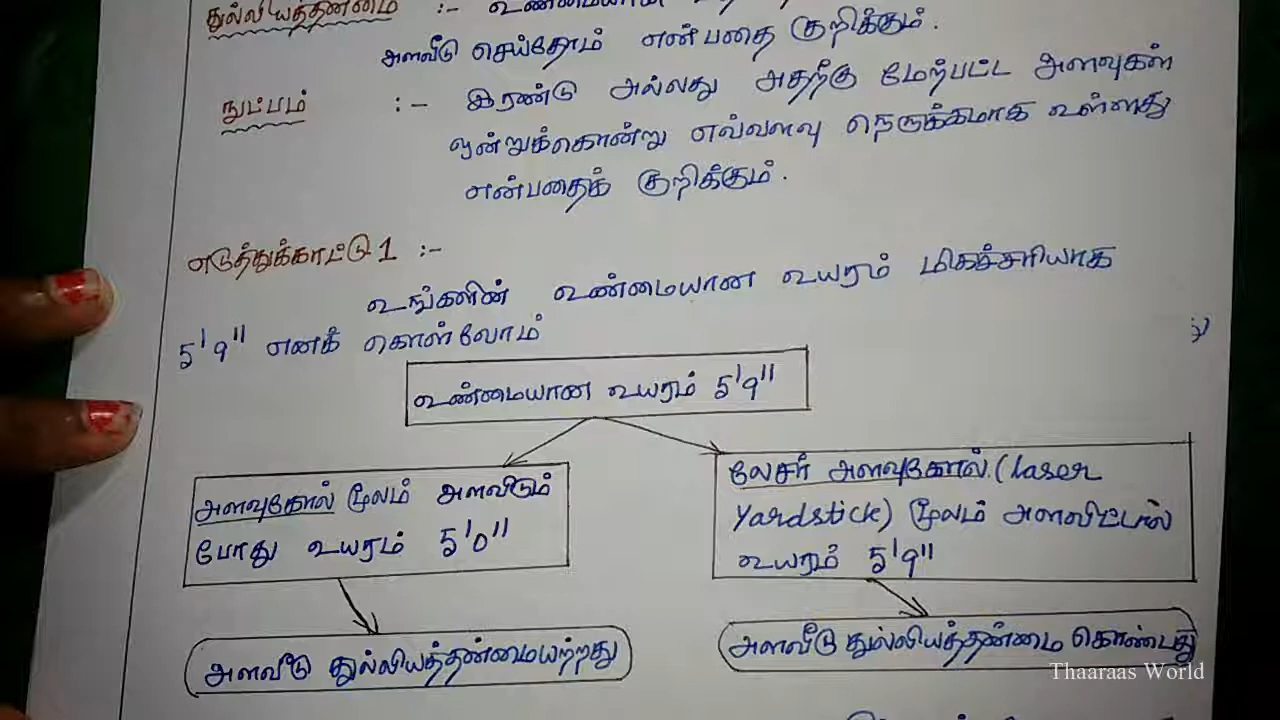 துல்லியத்தன்மை :- உண்மையான
அளவீடு செய்தோம் என்பதை குறிக்கும்.
நுட்பம் :- இரண்டு அல்லது அதற்கு மேற்பட்ட அளவுகள்
ஒன்றுக்கொன்று எவ்வளவு நெருக்கமாக உள்ளது
என்பதைக் குறிக்கும்.
எடுத்துக்காட்டு 1 :-
உங்களின் உண்மையான உயரம் மிகச்சரியாக
5'9" எனக் கொள்வோம்
உண்மையான உயரம் 5'9"
அளவுகோல் மூலம் அளவிடும்
போது உயரம் 5'0"
லேசர் அளவுகோல் (laser
Yardstick) மூலம் அளவிட்டால்
உயரம் 5'9"
அளவீடு துல்லியத்தன்மையற்றது
அளவீடு துல்லியத்தன்மை கொண்டது
Thaaraas World